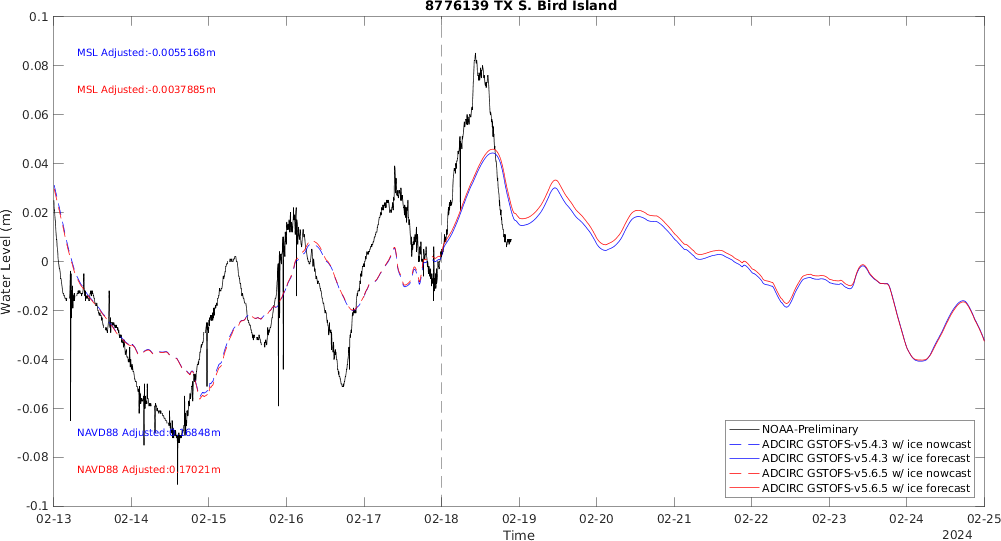 8776139 TX S. Bird Island
Water Level (m)
0.1
0.08
0.06
0.04
0.02
0
-0.02
-0.04
-0.06
-0.08
-0.1
MSL Adjusted:-0.0055168m
MSL Adjusted:-0.0037885m
NAVD88 Adjusted:0.16848m
NAVD88 Adjusted:0.17021m
NOAA-Preliminary
ADCIRC GSTOFS-v5.4.3 w/ ice nowcast
ADCIRC GSTOFS-v5.4.3 w/ ice forecast
ADCIRC GSTOFS-v5.6.5 w/ ice nowcast
ADCIRC GSTOFS-v5.6.5 w/ ice forecast
02-13 02-14 02-15 02-16 02-17 02-18 02-19 02-20 02-21 02-22 02-23 02-24 02-25
Time
2024